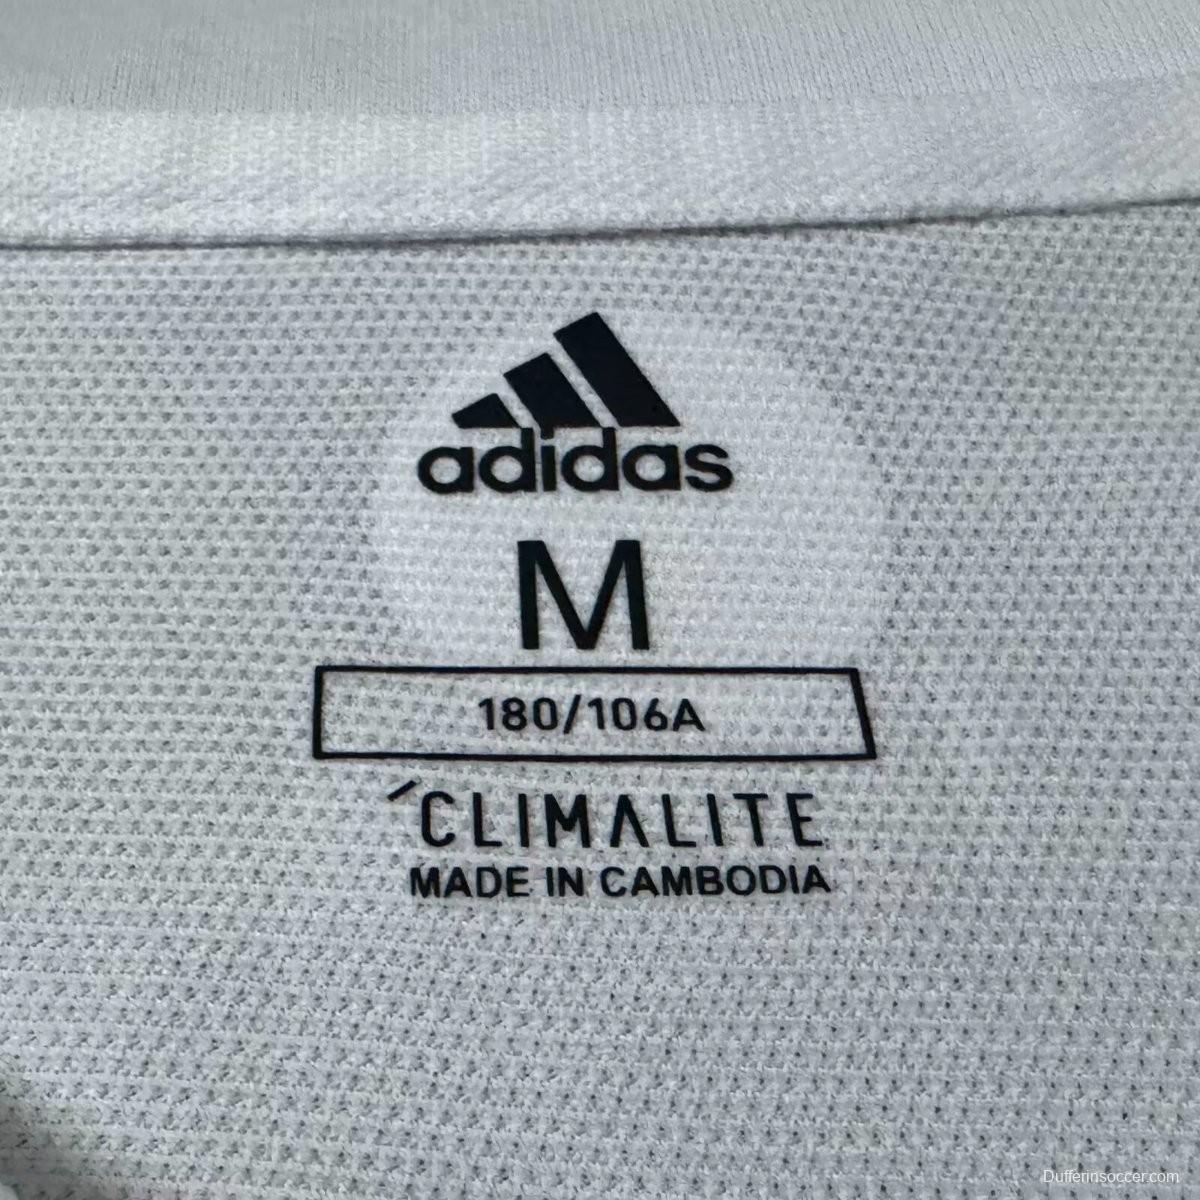 adidas
M
180/106A
´CLIMALITE
MADE IN CAMBODIA
Dufferinsoccer.com